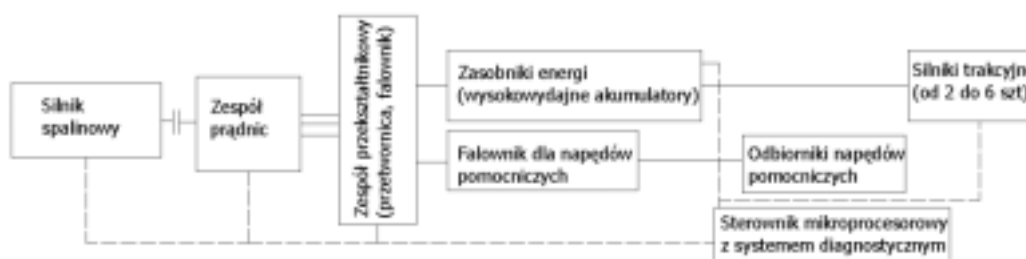 Silnik
spalinowy
Zespół
prądnic
Zespół przekształtnikowy
(przetwornica, falownik)
Zasobniki energi
(wysokowydajne akumulatory)
Falownik dla napędów
pomocniczych
Silniki trakcyjn
(od 2 do 6 szt)
Odbiorniki napędów
pomocniczych
Sterownik mikroprocesorowy
z systemem diagnostycznym